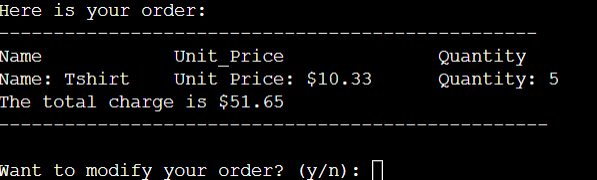 Here is your order:
-------------------------------------------------
Name Unit_Price Quantity
Name: Tshirt Unit Price: $10.33 Quantity: 5
The total charge is $51.65
--------------------------------------------------
Want to modify your order? (y/n):